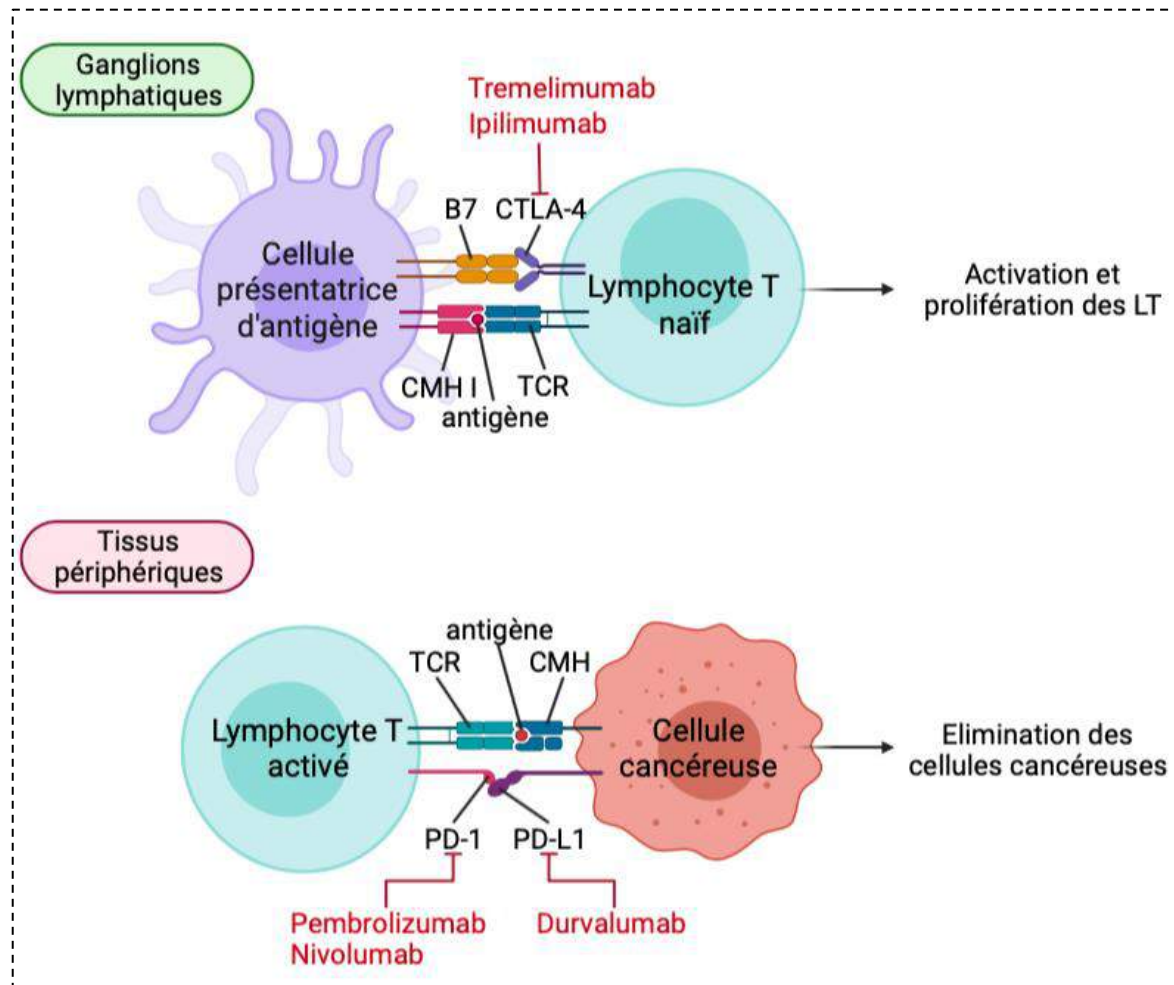 Ganglions
lymphatiques
Tremelimumab
Ipilimumab
B7 CTLA-4
Cellule
présentatrice
d'antigène
Lymphocyte T
naïf
Activation et
prolifération des LT
CMH I TCR
antigène
Tissus
périphériques
antigène
TCR CMH
Lymphocyte T
activé
Cellule
cancéreuse
Elimination des
cellules cancéreuses
PD-1 PD-L1
Pembrolizumab
Nivolumab
Durvalumab